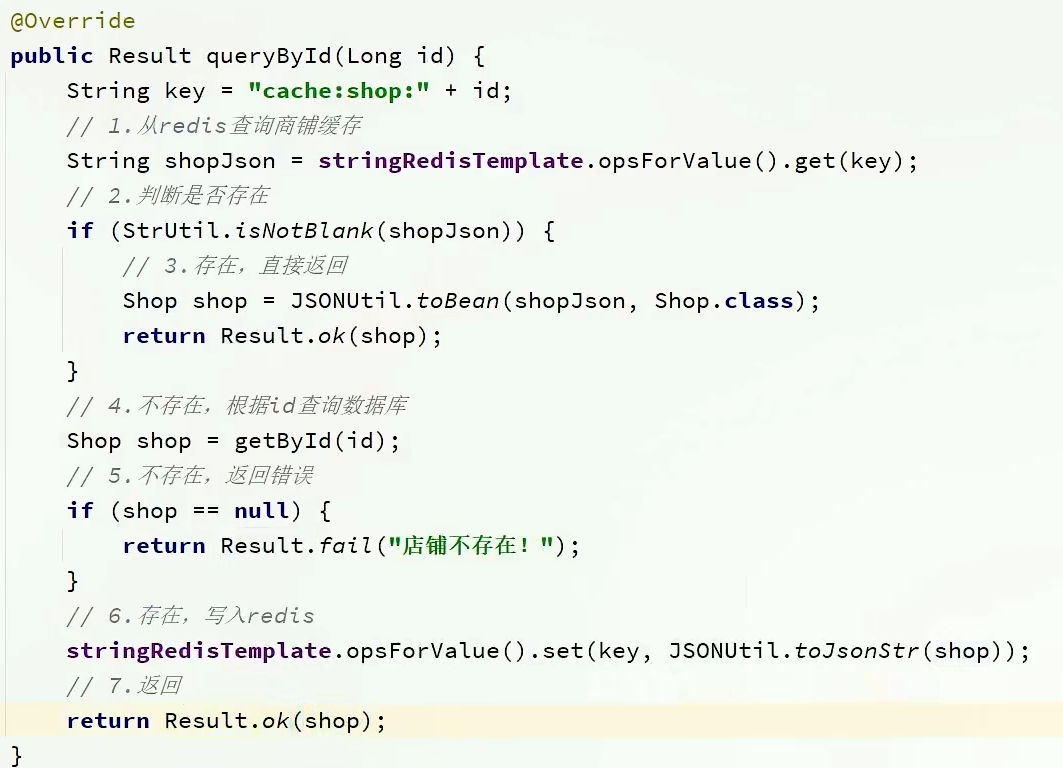 @Override
public Result queryById(Long id) {
    String key = "cache:shop:" + id;
    // 1.从redis查询商铺缓存
    String shopJson = stringRedisTemplate.opsForValue().get(key);
    // 2.判断是否存在
    if (StrUtil.isNotBlank(shopJson)) {
        // 3.存在，直接返回
        Shop shop = JSONUtil.toBean(shopJson, Shop.class);
        return Result.ok(shop);
    }
    // 4.不存在，根据id查询数据库
    Shop shop = getById(id);
    // 5.不存在，返回错误
    if (shop == null) {
        return Result.fail("店铺不存在！");
    }
    // 6.存在，写入redis
    stringRedisTemplate.opsForValue().set(key, JSONUtil.toJsonStr(shop));
    // 7.返回
    return Result.ok(shop);
}